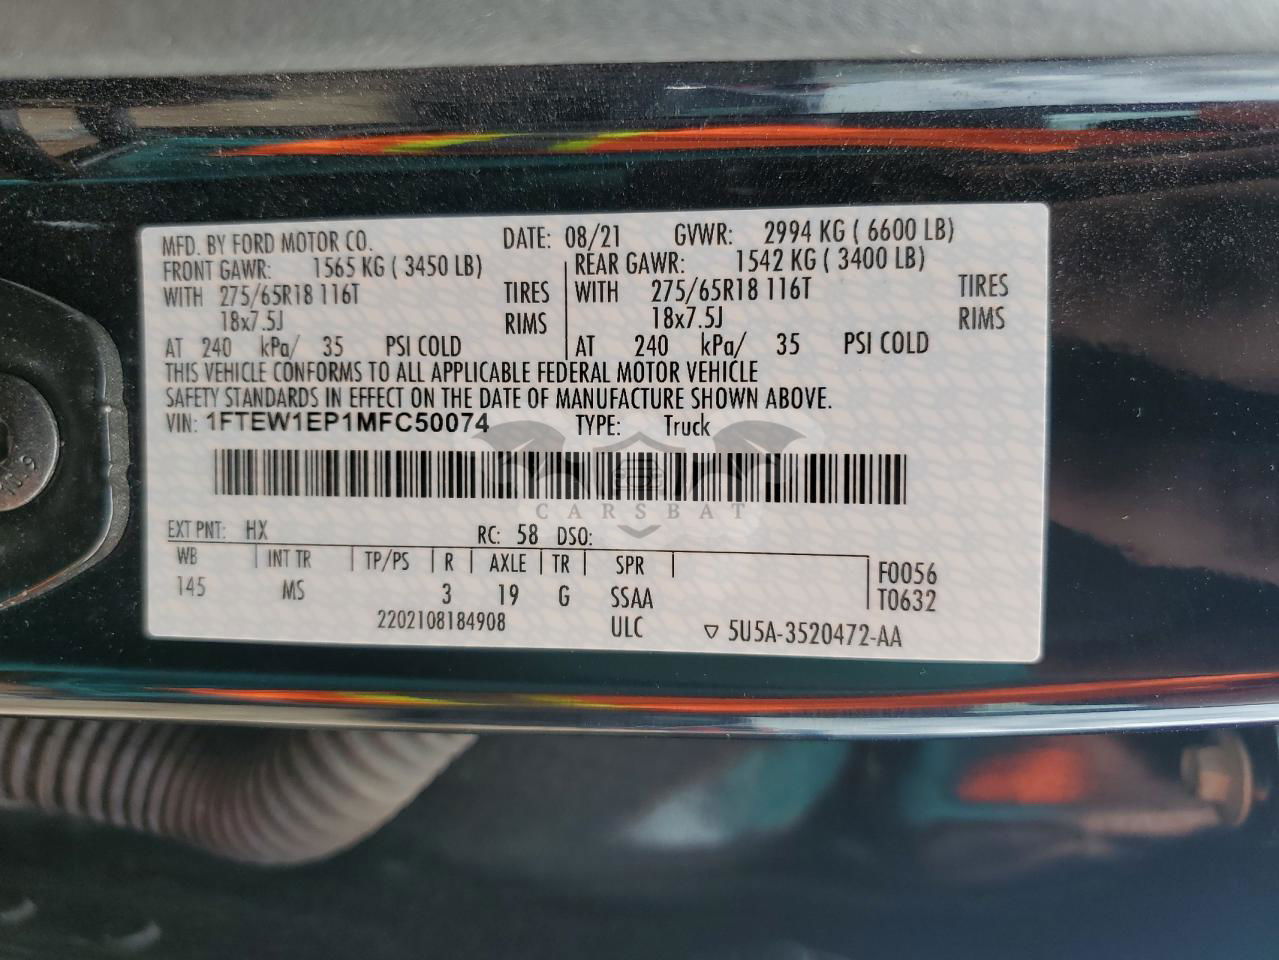 MFD. BY FORD MOTOR CO. DATE: 08/21 GVWR: 2994 KG ( 6600 LB)
FRONT GAWR: 1565 KG ( 3450 LB) REAR GAWR: 1542 KG ( 3400 LB)
WITH 275/65R18 116T TIRES WITH 275/65R18 116T TIRES
18x7.5J RIMS 18x7.5J RIMS
AT 240 kPa/ 35 PSI COLD AT 240 kPa/ 35 PSI COLD
THIS VEHICLE CONFORMS TO ALL APPLICABLE FEDERAL MOTOR VEHICLE
SAFETY STANDARDS IN EFFECT ON THE DATE OF MANUFACTURE SHOWN ABOVE.
VIN: 1FTEW1EP1MFC50074 TYPE: Truck
CARSBAT
EXT PNT: HX RC: 58 DSO:
WB INT TR TP/PS R AXLE TR SPR F0056
145 MS 3 19 G SSAA T0632
2202108184908 ULC 5U5A-3520472-AA